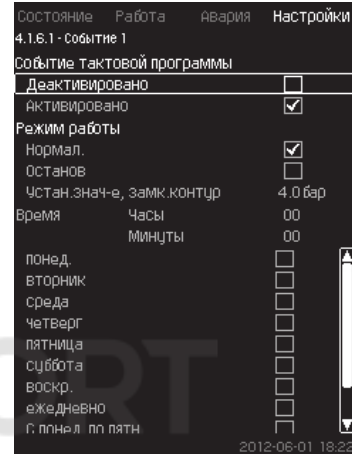 Состояние Работа Авария Настройки
4.1.6.1 - Событие 1
Событие тактовой программы
Деактивировано
Активировано
Режим работы
Нормал.
Останов
Устан.знач-е, замк.контур 4.0 бар
Время Часы 00
Минуты 00
понед.
вторник
среда
четверг
пятница
суббота
воскр.
ежедневно
С понед. по пятн.
2012-06-01 18:22